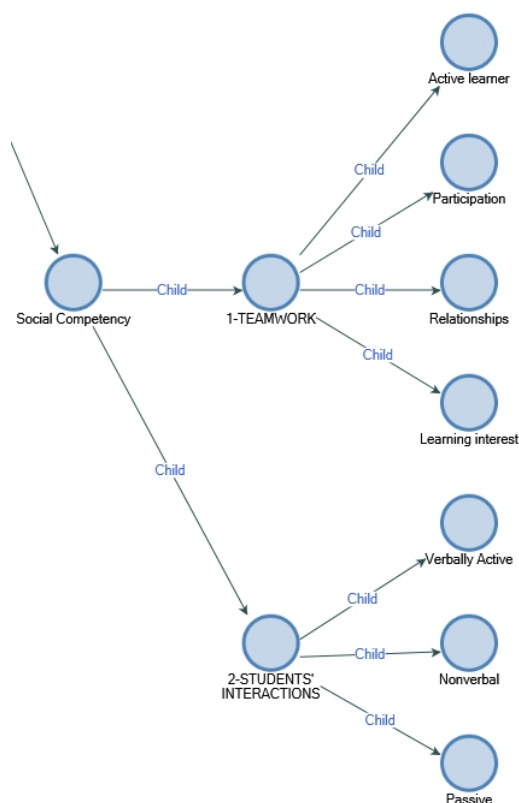 Active learner
Child
Participation
Child
Social Competency
Child
1-TEAMWORK
Child
Relationships
Child
Learning interest
Child
Verbally Active
Child
2-STUDENTS'
INTERACTIONS
Child
Nonverbal
Child
Passive